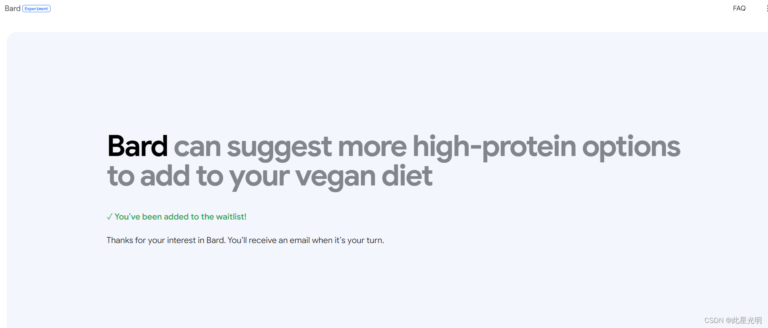 Bard Experiment
FAQ
Bard can suggest more high-protein options
to add to your vegan diet
✓ You've been added to the waitlist!
Thanks for your interest in Bard. You'll receive an email when it's your turn.
CSDN @此星光明